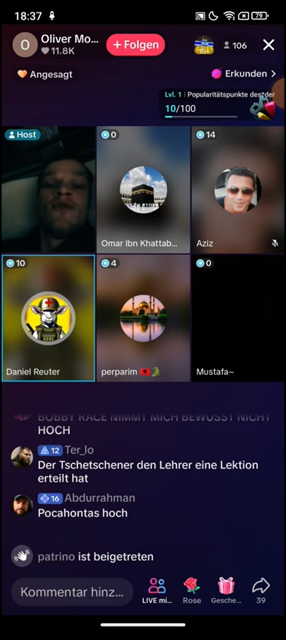 18:37
79
Oliver Mo...
11.8K
+ Folgen
106
Angesagt
Erkunden >
Lvl. 1 | Popularitätspunkte des
10/100
Host
0
14
Omar Ibn Khattab...
Aziz
10
4
0
Daniel Reuter
perparim
Mustafa~
BOBBY RACE NIMMT MICH BEWUSST NICHT
HOCH
12 Ter_lo
Der Tschetschener den Lehrer eine Lektion
erteilt hat
16 Abdurrahman
Pocahontas hoch
patrino ist beigetreten
Kommentar hinz...
LIVE mi...
Rose
Gesche...
39